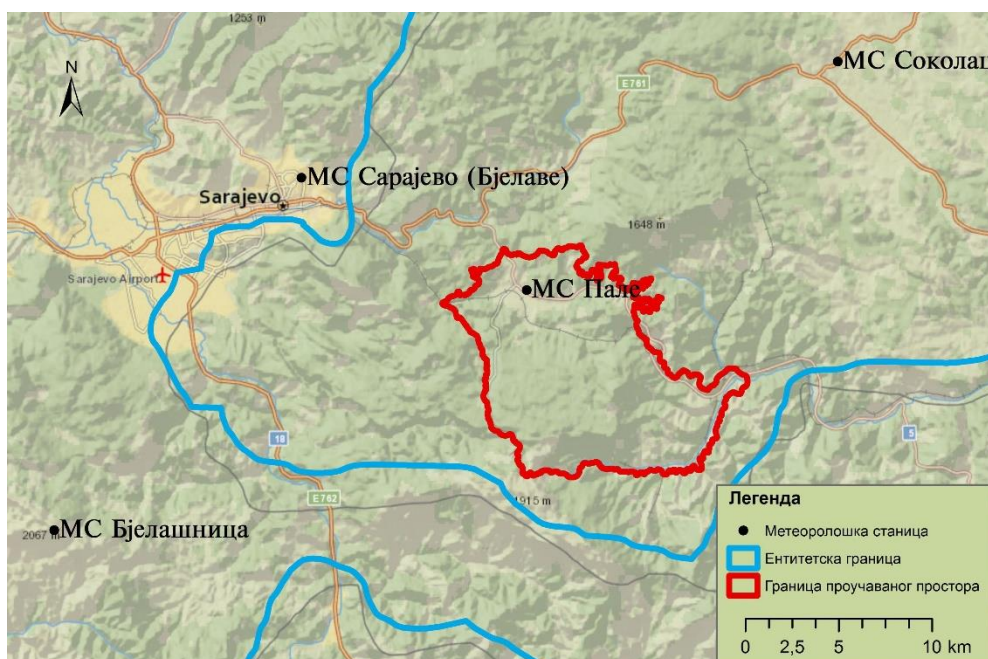 1253 m
N
МС Соколац
E761
МС Сарајево (Бјелаве)
Sarajevo
1648 m
Sarajevo Airport
МС Пале
18
5
E762
1915 m
2067 m
МС Бјелашница
Легенда
Метеоролошка станица
Ентитетска граница
Граница проучаваног простора
0 2,5 5 10 km